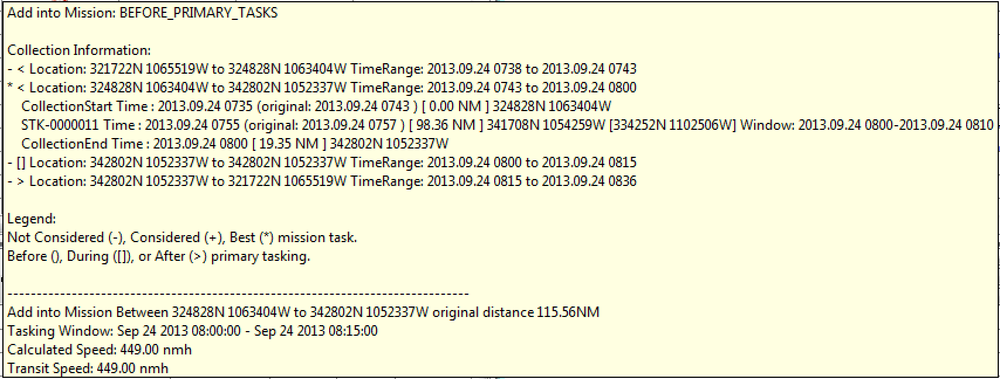 Add into Mission: BEFORE_PRIMARY_TASKS
Collection Information:
- < Location: 321722N 1065519W to 324828N 1063404W TimeRange: 2013.09.24 0738 to 2013.09.24 0743
* < Location: 324828N 1063404W to 342802N 1052337W TimeRange: 2013.09.24 0743 to 2013.09.24 0800
CollectionStart Time : 2013.09.24 0735 (original: 2013.09.24 0743 ) [ 0.00 NM ] 324828N 1063404W
STK-0000011 Time : 2013.09.24 0755 (original: 2013.09.24 0757 ) [ 98.36 NM ] 341708N 1054259W [334252N 1102506W] Window: 2013.09.24 0800-2013.09.24 0810
CollectionEnd Time : 2013.09.24 0800 [ 19.35 NM ] 342802N 1052337W
- [] Location: 342802N 1052337W to 342802N 1052337W TimeRange: 2013.09.24 0800 to 2013.09.24 0815
- > Location: 342802N 1052337W to 321722N 1065519W TimeRange: 2013.09.24 0815 to 2013.09.24 0836
Legend:
Not Considered (-), Considered (+), Best (*) mission task.
Before (), During ([]), or After (>) primary tasking.
-------------------------------------------------------------------------------
Add into Mission Between 324828N 1063404W to 342802N 1052337W original distance 115.56NM
Tasking Window: Sep 24 2013 08:00:00 - Sep 24 2013 08:15:00
Calculated Speed: 449.00 nmh
Transit Speed: 449.00 nmh